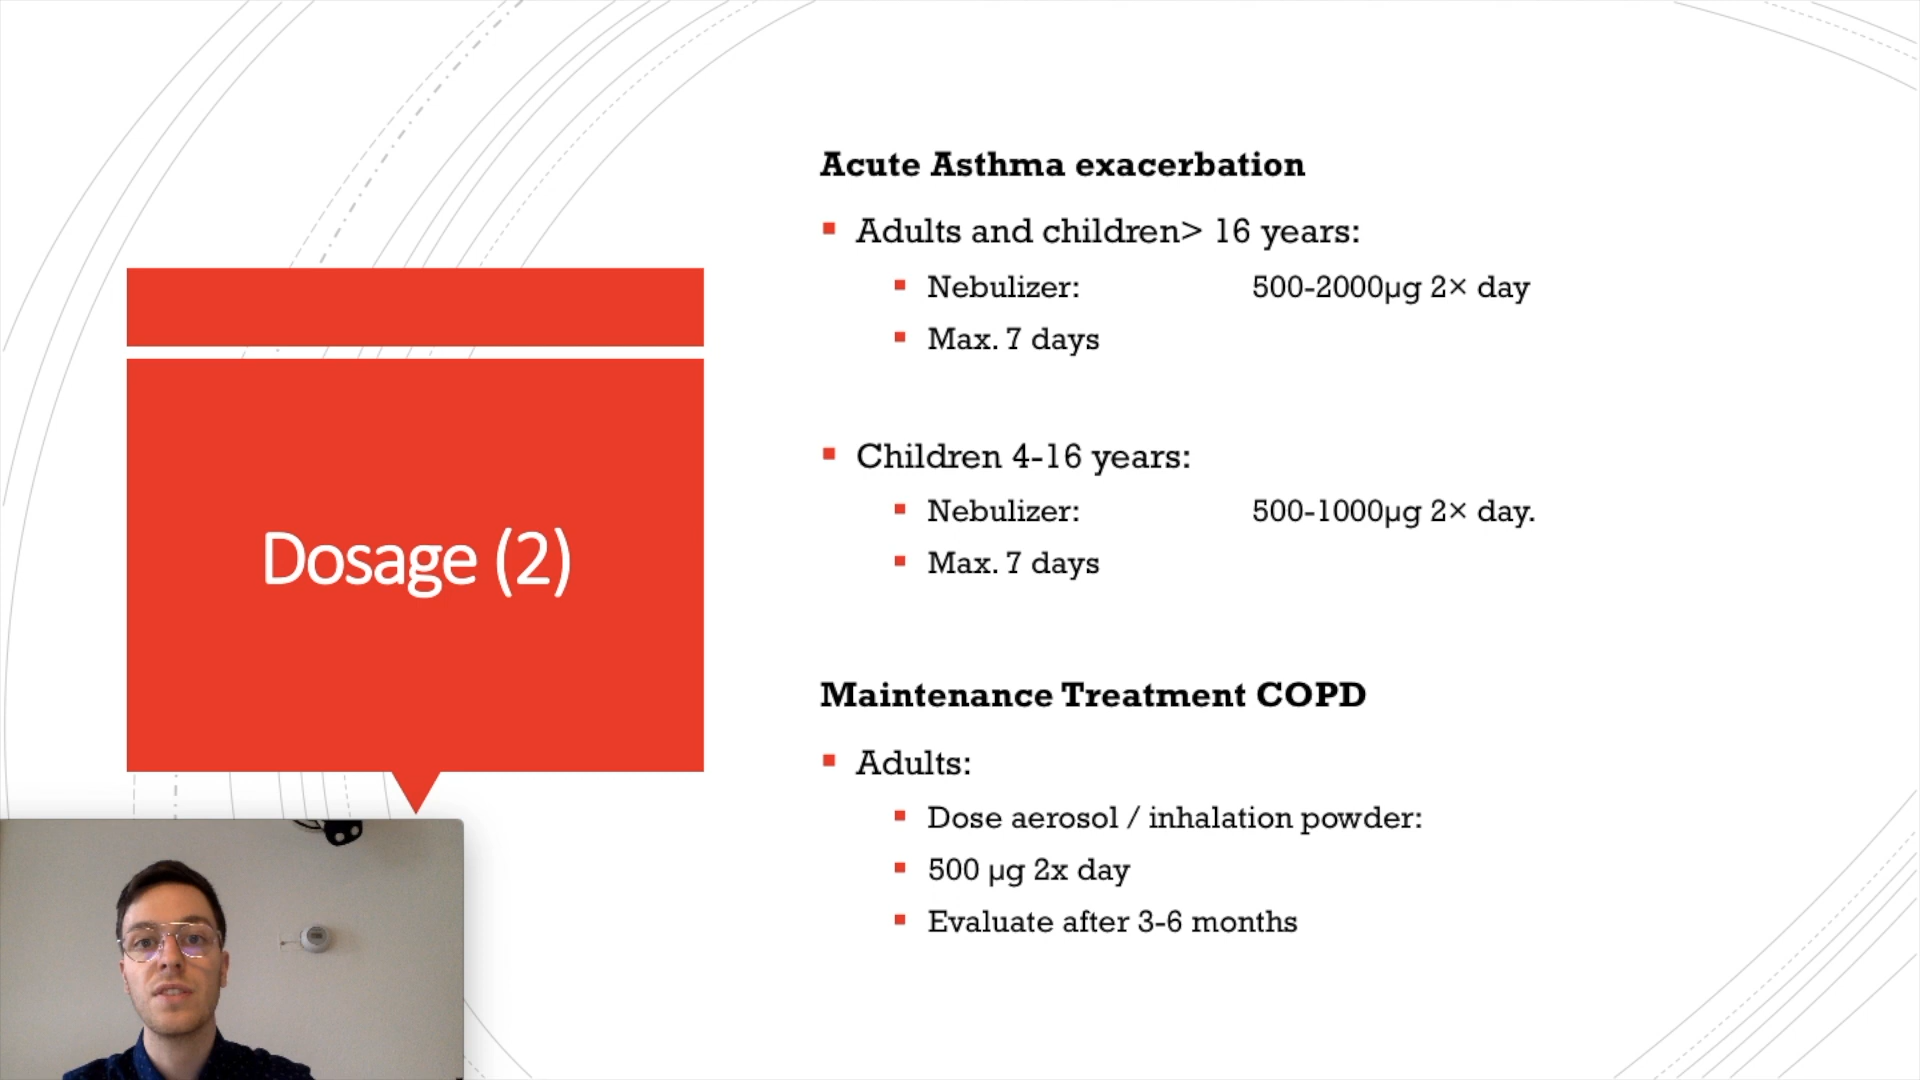 Dosage (2)
Acute Asthma exacerbation
Adults and children> 16 years:
Nebulizer: 500-2000µg 2× day
Max. 7 days
Children 4-16 years:
Nebulizer: 500-1000µg 2× day.
Max. 7 days
Maintenance Treatment COPD
Adults:
Dose aerosol / inhalation powder:
500 µg 2x day
Evaluate after 3-6 months